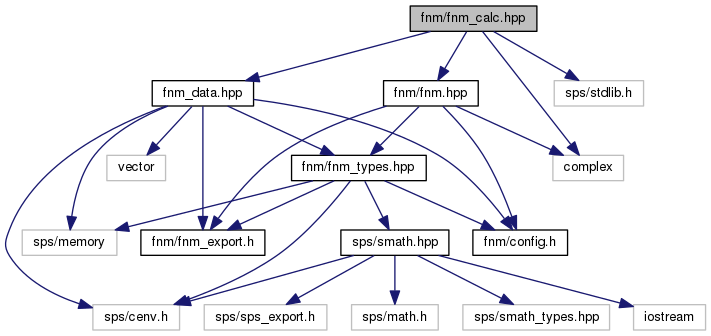 fnm/fnm_calc.hpp
fnm_data.hpp
fnm/fnm.hpp
sps/stdlib.h
vector
fnm/fnm_types.hpp
complex
sps/memory
fnm/fnm_export.h
sps/smath.hpp
fnm/config.h
sps/cenv.h
sps/sps_export.h
sps/math.h
sps/smath_types.hpp
iostream